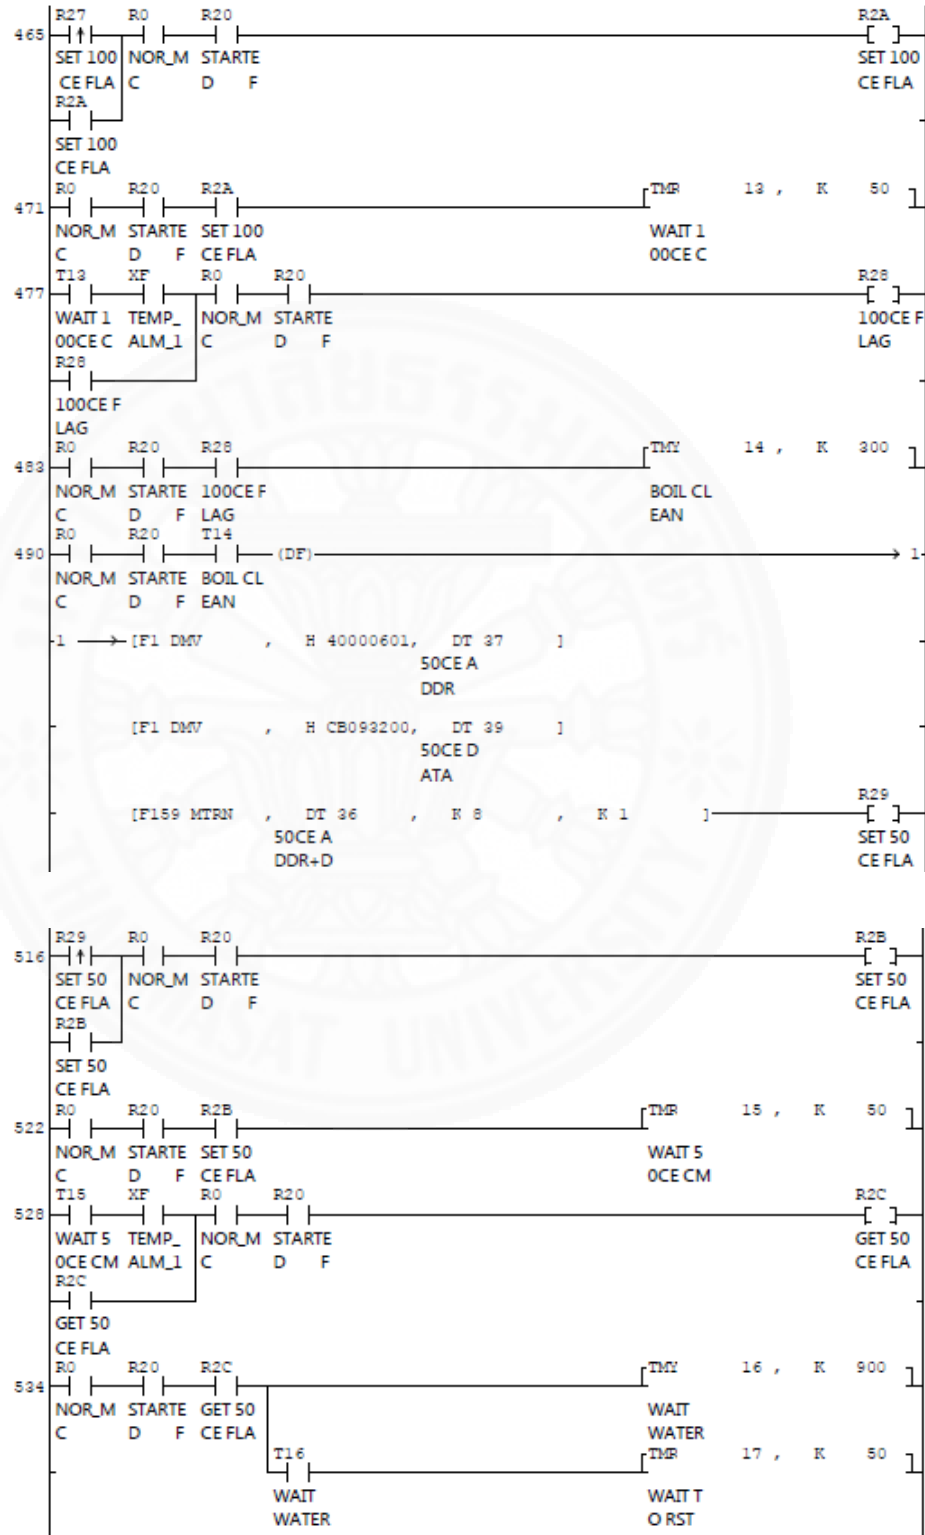 R27 R0 R20 R2A
465
SET 100 NOR_M STARTE SET 100
CE FLA C D F CE FLA
R2A
SET 100
CE FLA
R0 R20 R2A TMR 13 , K 50
471
NOR_M STARTE SET 100 WAIT 1
C D F CE FLA 00CE C
T13 XF R0 R20 R28
477
WAIT 1 TEMP_ NOR_M STARTE 100CE F
00CE C ALM_1 C D F LAG
R28
100CE F
LAG
R0 R20 R28 TMY 14 , K 300
483
NOR_M STARTE 100CE F BOIL CL
C D F LAG EAN
R0 R20 T14
490 (DF) 1
NOR_M STARTE BOIL CL
C D F EAN
1 [F1 DMV , H 40000601, DT 37 ]
50CE A
DDR
[F1 DMV , H CB093200, DT 39 ]
50CE D
ATA
R29
[F159 MTRN , DT 36 , K 8 , K 1 ]
50CE A SET 50
DDR+D CE FLA
R29 R0 R20 R2B
516
SET 50 NOR_M STARTE SET 50
CE FLA C D F CE FLA
R2B
SET 50
CE FLA
R0 R20 R2B TMR 15 , K 50
522
NOR_M STARTE SET 50 WAIT 5
C D F CE FLA 0CE CM
T15 XF R0 R20 R2C
528
WAIT 5 TEMP_ NOR_M STARTE GET 50
0CE CM ALM_1 C D F CE FLA
R2C
GET 50
CE FLA
R0 R20 R2C TMY 16 , K 900
534
NOR_M STARTE GET 50 WAIT
C D F CE FLA WATER
T16 TMR 17 , K 50
WAIT WAIT T
WATER O RST
THAMMASAT UNIVERSITY